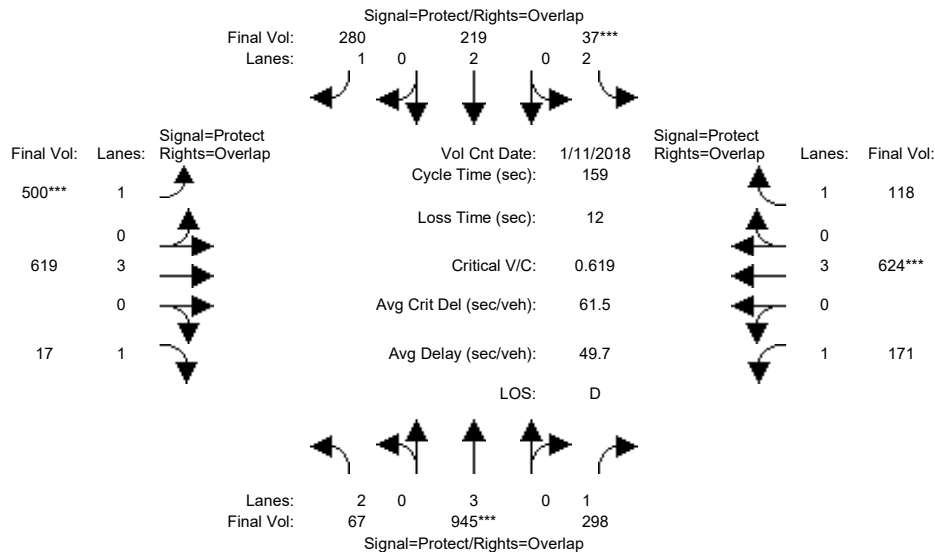 Signal=Protect/Rights=Overlap
Final Vol: 280 219 37***
Lanes: 1 0 2 0 2
Signal=Protect Signal=Protect
Final Vol: Lanes: Rights=Overlap Vol Cnt Date: 1/11/2018 Rights=Overlap Lanes: Final Vol:
Cycle Time (sec): 159
500*** 1 1 118
Loss Time (sec): 12
0 0
619 3 Critical V/C: 0.619 3 624***
0 Avg Crit Del (sec/veh): 61.5 0
17 1 Avg Delay (sec/veh): 49.7 1 171
LOS: D
Lanes: 2 0 3 0 1
Final Vol: 67 945*** 298
Signal=Protect/Rights=Overlap